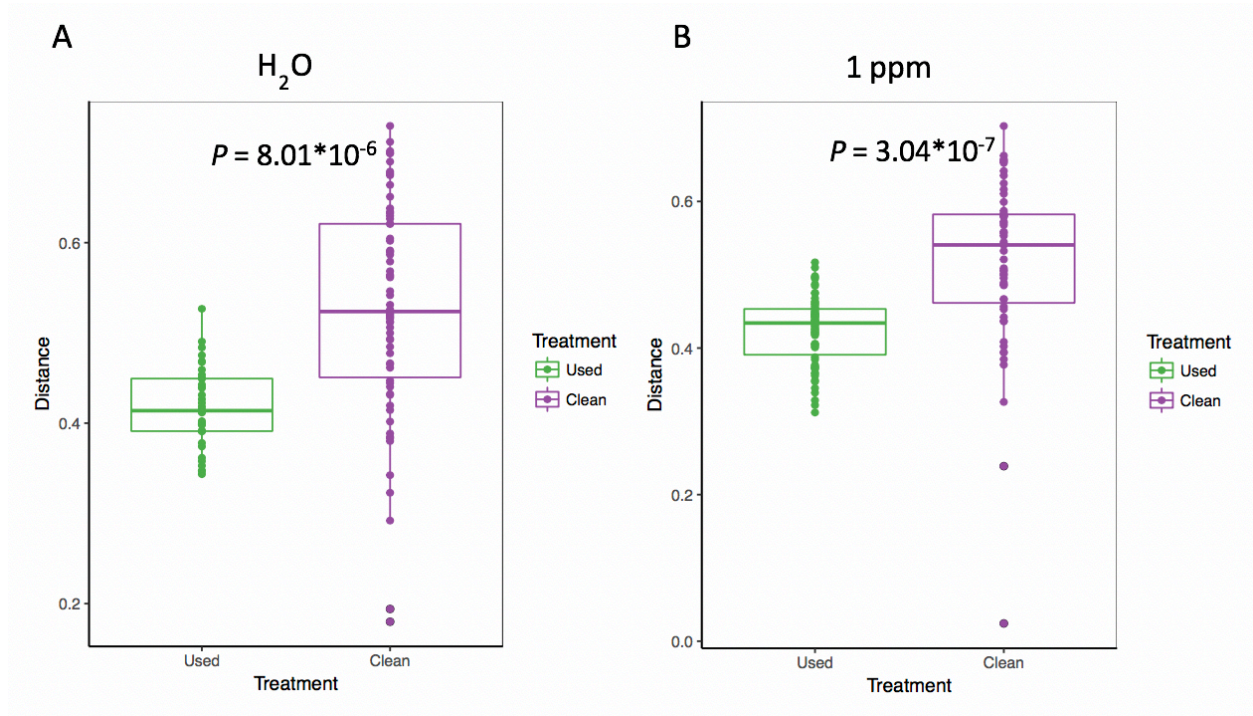 A
H₂O
P = 8.01*10⁻⁶
0.6
0.4
0.2
Distance
Used
Clean
Treatment
Treatment
Used
Clean
B
1 ppm
P = 3.04*10⁻⁷
0.6
0.4
0.2
0.0
Distance
Used
Clean
Treatment
Treatment
Used
Clean